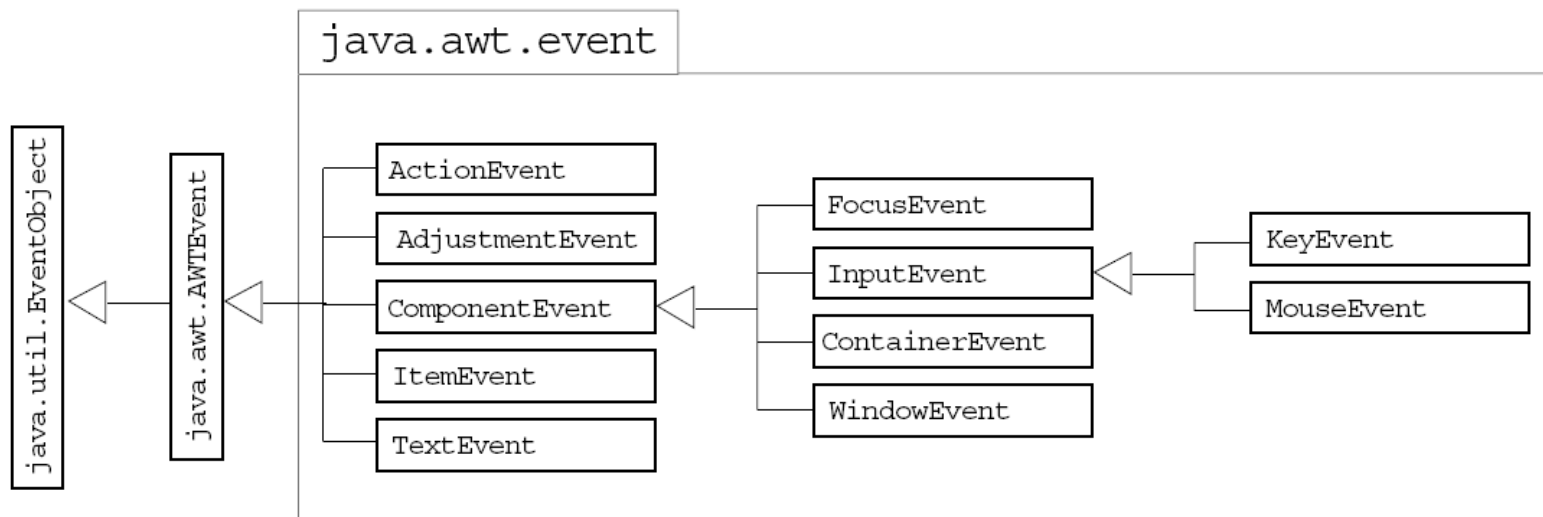 java.awt.event
java.util.EventObject
java.awt.AWTEvent
ActionEvent
AdjustmentEvent
ComponentEvent
ItemEvent
TextEvent
FocusEvent
InputEvent
ContainerEvent
WindowEvent
KeyEvent
MouseEvent